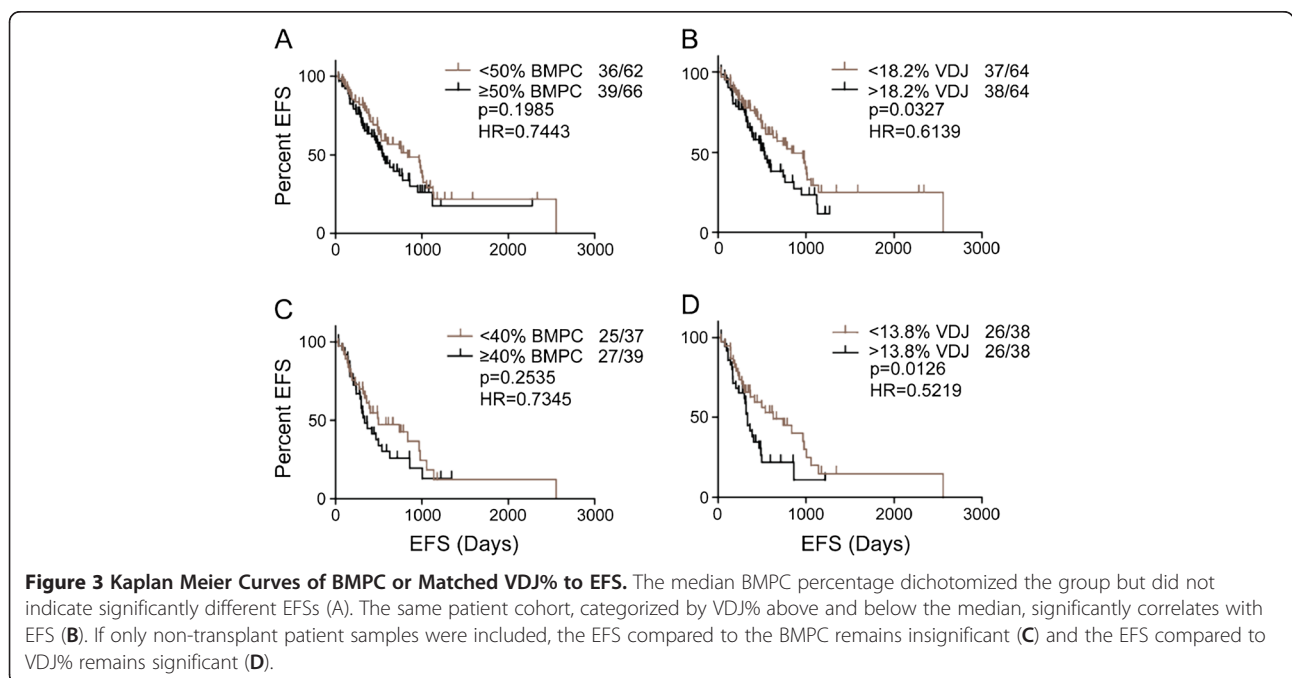 A
<50% BMPC 36/62
≥50% BMPC 39/66
p=0.1985
HR=0.7443
Percent EFS
100
50
0
0 1000 2000 3000
B
<18.2% VDJ 37/64
>18.2% VDJ 38/64
p=0.0327
HR=0.6139
100
50
0
0 1000 2000 3000
C
<40% BMPC 25/37
≥40% BMPC 27/39
p=0.2535
HR=0.7345
Percent EFS
100
50
0
0 1000 2000 3000
EFS (Days)
D
<13.8% VDJ 26/38
>13.8% VDJ 26/38
p=0.0126
HR=0.5219
100
50
0
0 1000 2000 3000
EFS (Days)
Figure 3 Kaplan Meier Curves of BMPC or Matched VDJ% to EFS. The median BMPC percentage dichotomized the group but did not
indicate significantly different EFSs (A). The same patient cohort, categorized by VDJ% above and below the median, significantly correlates with
EFS (B). If only non-transplant patient samples were included, the EFS compared to the BMPC remains insignificant (C) and the EFS compared to
VDJ% remains significant (D).